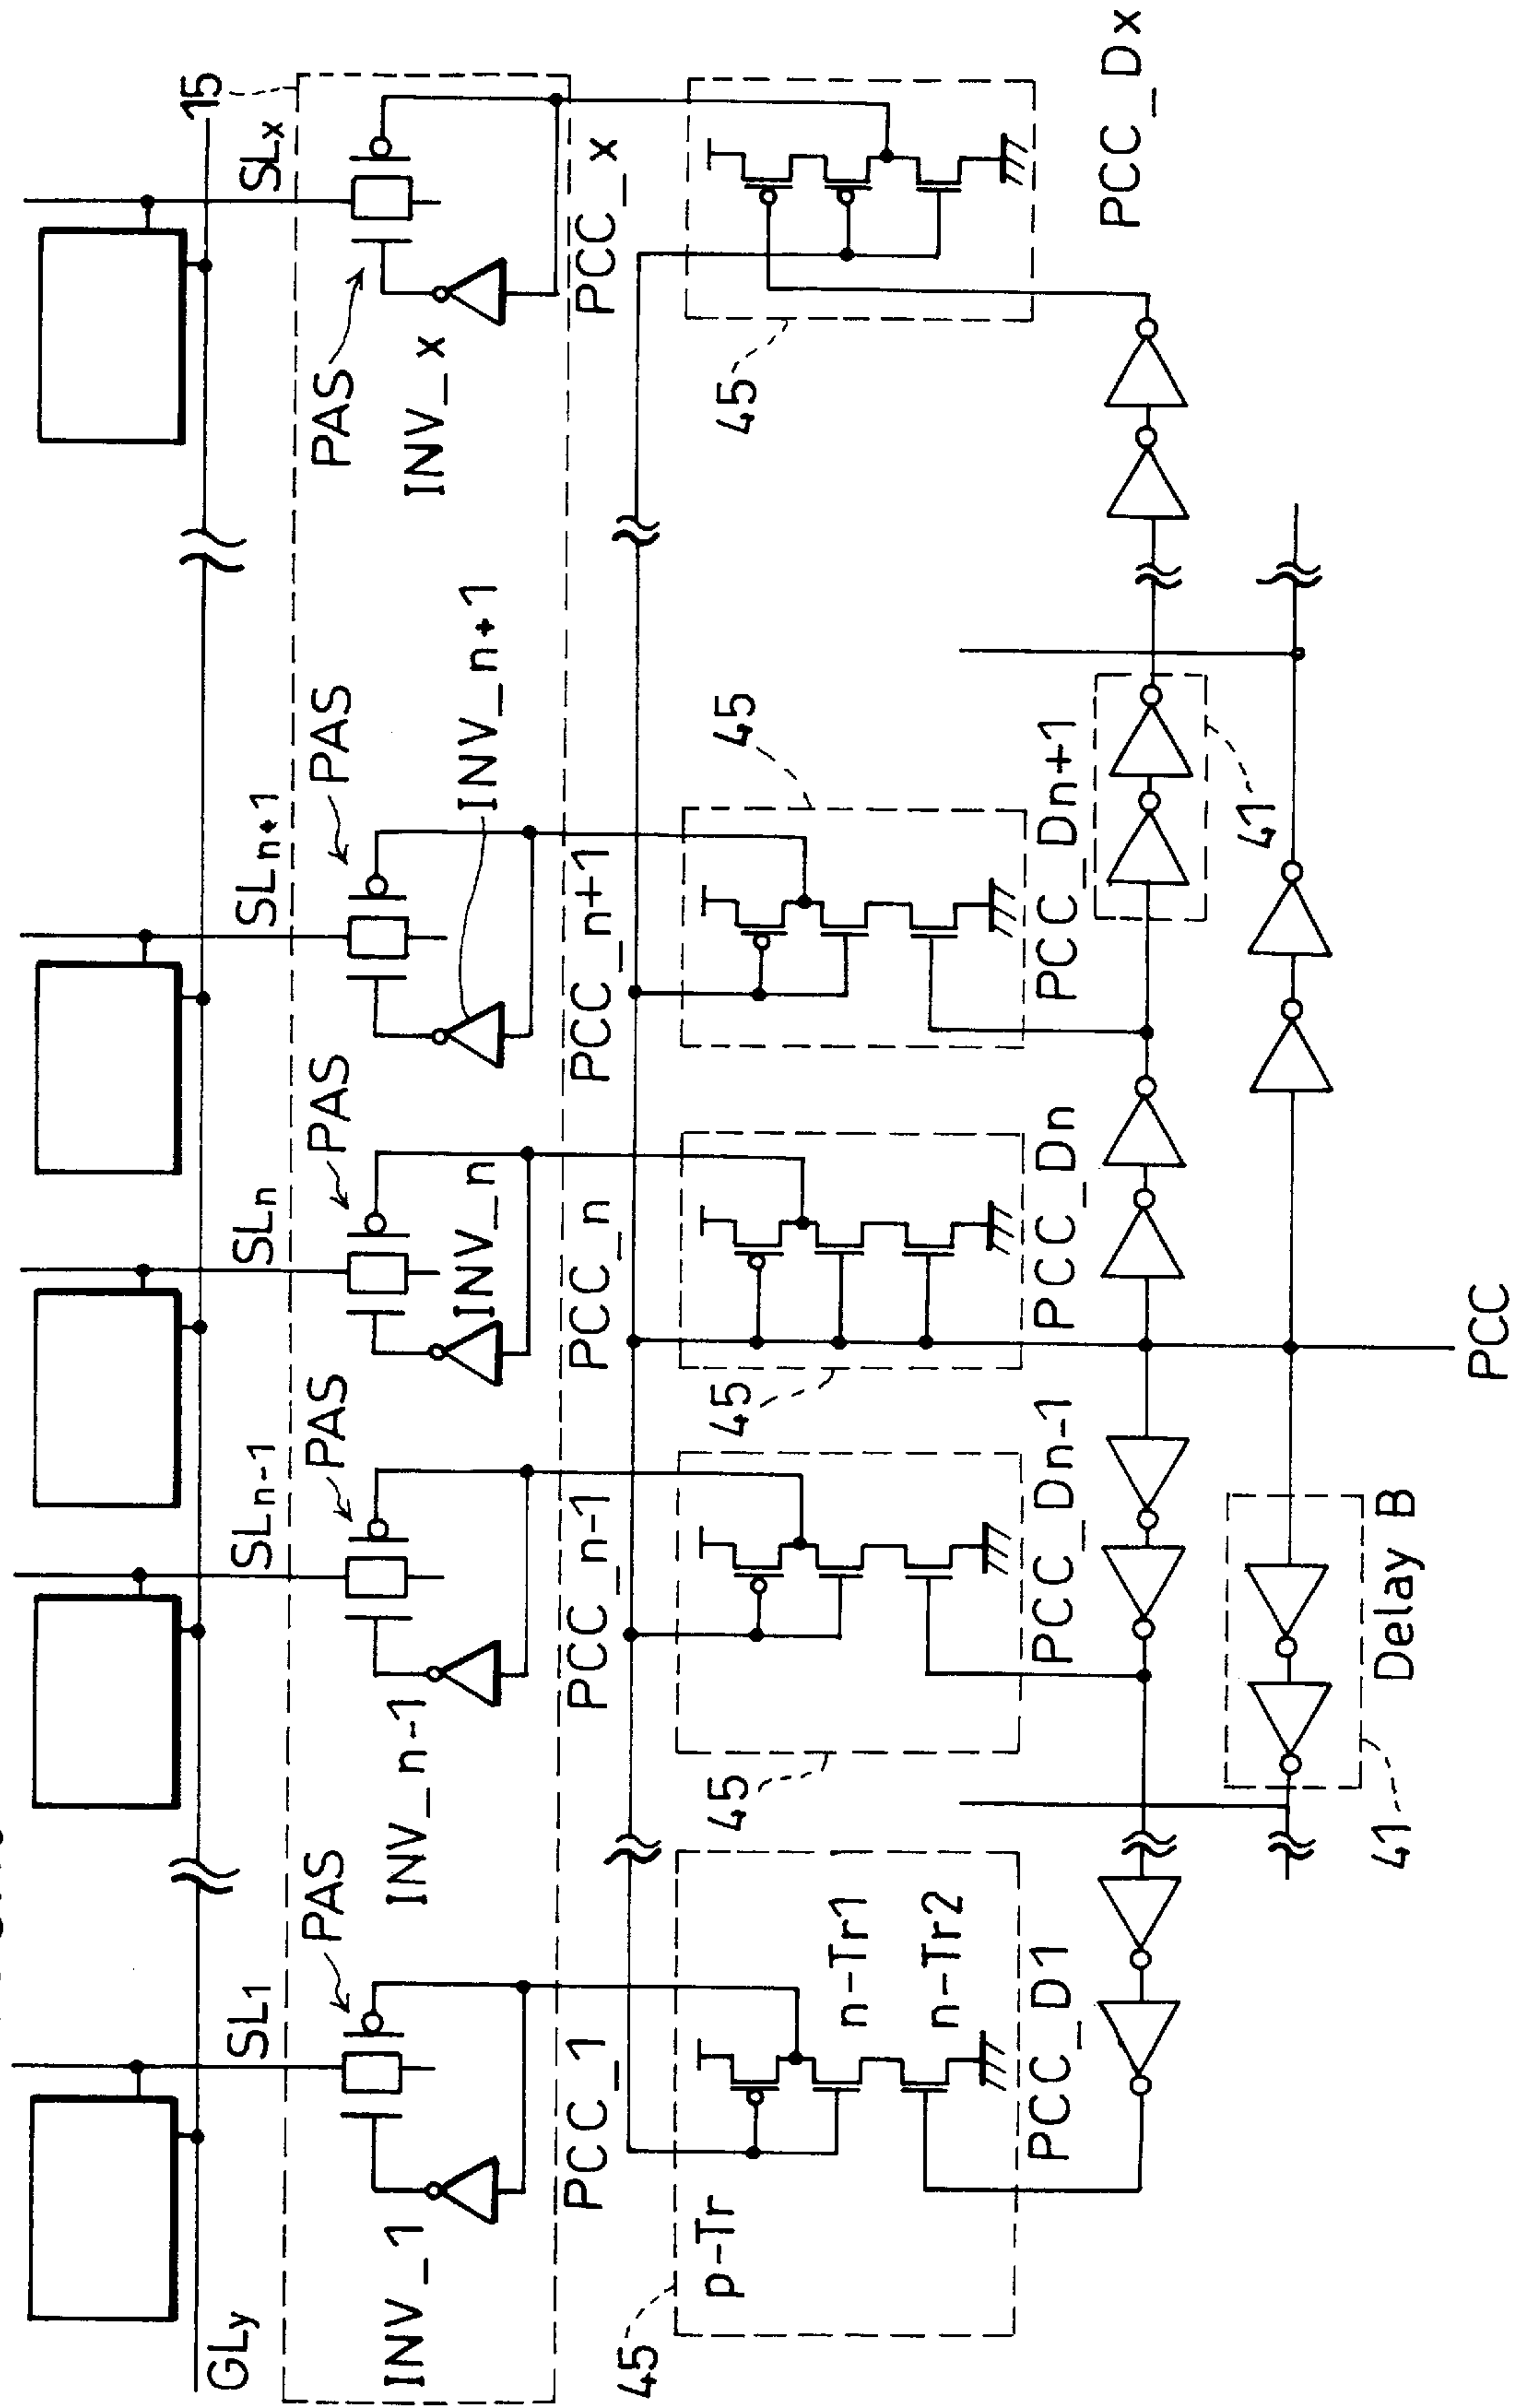 GLy
SL1
SLn-1
SLn
SLn+1
SLx
15
PAS
PAS
PAS
PAS
PAS
INV_1
INV_n-1
INV_n
INV_n+1
INV_x
PCC_1
PCC_n-1
PCC_n
PCC_n+1
PCC_x
45
p-Tr
n-Tr1
n-Tr2
45
45
45
45
PCC_D1
PCC_Dn-1
PCC_Dn
PCC_Dn+1
PCC_Dx
41
41
Delay B
PCC